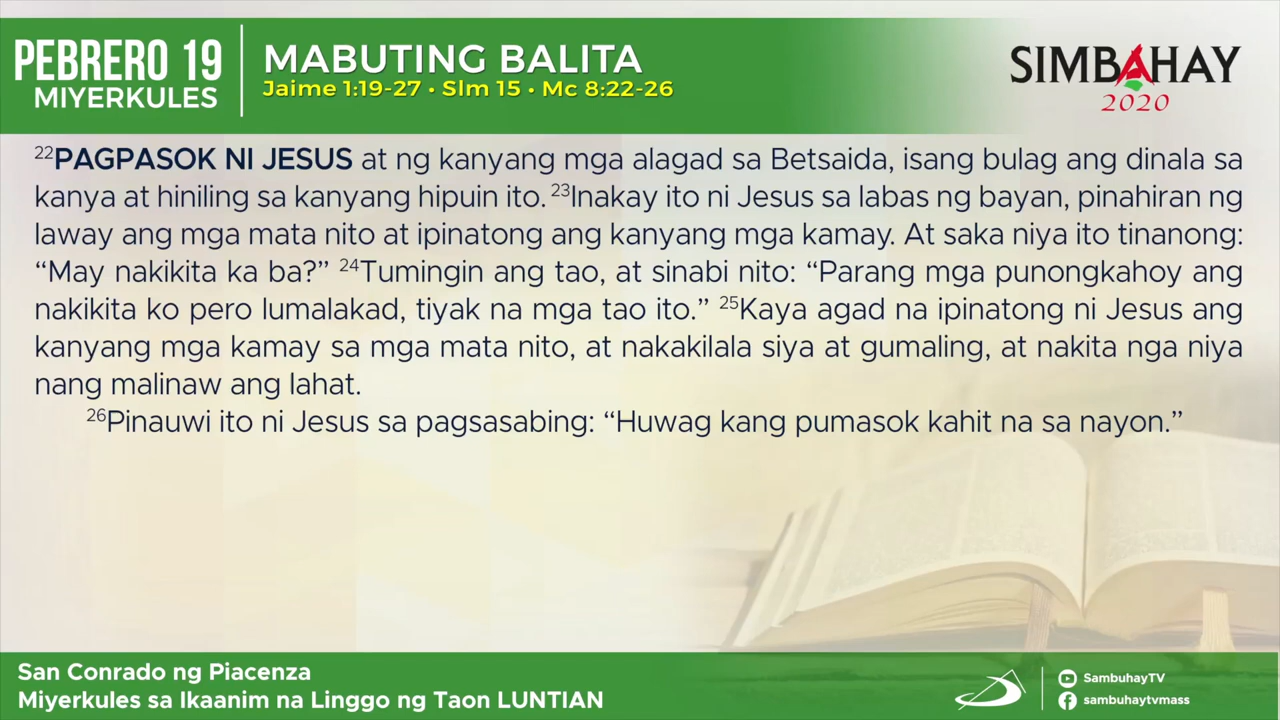 PEBRERO 19
MIYERKULES
MABUTING BALITA
Jaime 1:19-27 • Slm 15 • Mc 8:22-26
SIMBAHAY
2020
22PAGPASOK NI JESUS at ng kanyang mga alagad sa Betsaida, isang bulag ang dinala sa
kanya at hiniling sa kanyang hipuin ito. 23Inakay ito ni Jesus sa labas ng bayan, pinahiran ng
laway ang mga mata nito at ipinatong ang kanyang mga kamay. At saka niya ito tinanong:
“May nakikita ka ba?” 24Tumingin ang tao, at sinabi nito: “Parang mga punongkahoy ang
nakikita ko pero lumalakad, tiyak na mga tao ito.” 25Kaya agad na ipinatong ni Jesus ang
kanyang mga kamay sa mga mata nito, at nakakilala siya at gumaling, at nakita nga niya
nang malinaw ang lahat.
26Pinauwi ito ni Jesus sa pagsasabing: “Huwag kang pumasok kahit na sa nayon.”
San Conrado ng Piacenza
Miyerkules sa Ikaanim na Linggo ng Taon LUNTIAN
SambuhayTV
sambuhaytvmass